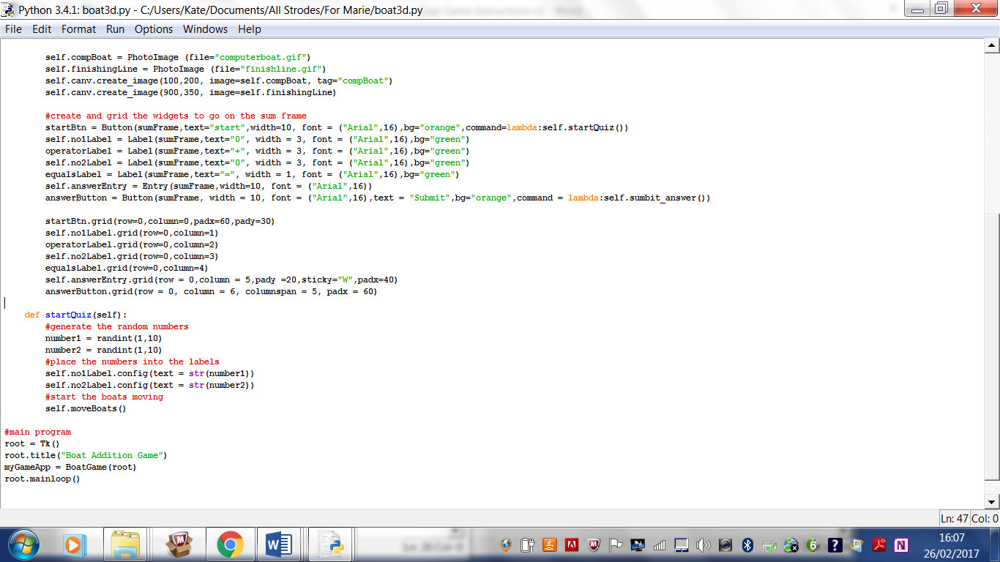 Python 3.4.1: boat3d.py - C:/Users/Kate/Documents/All Strodes/For Marie/boat3d.py
File Edit Format Run Options Windows Help
self.compBoat = PhotoImage (file="computerboat.gif")
self.finishingLine = PhotoImage (file="finishline.gif")
self.canv.create_image(100,200, image=self.compBoat, tag="compBoat")
self.canv.create_image(900,350, image=self.finishingLine)
#create and grid the widgets to go on the sum frame
startBtn = Button(sumFrame,text="start",width=10, font = ("Arial",16),bg="orange",command=lambda:self.startQuiz())
self.no1Label = Label(sumFrame,text="0", width = 3, font = ("Arial",16),bg="green")
operatorLabel = Label(sumFrame,text="+", width = 3, font = ("Arial",16),bg="green")
self.no2Label = Label(sumFrame,text="0", width = 3, font = ("Arial",16),bg="green")
equalsLabel = Label(sumFrame,text="=", width = 1, font = ("Arial",16),bg="green")
self.answerEntry = Entry(sumFrame,width=10, font = ("Arial",16))
answerButton = Button(sumFrame, width = 10, font = ("Arial",16),text = "Submit",bg="orange",command = lambda:self.sumbit_answer())
startBtn.grid(row=0,column=0,padx=60,pady=30)
self.no1Label.grid(row=0,column=1)
operatorLabel.grid(row=0,column=2)
self.no2Label.grid(row=0,column=3)
equalsLabel.grid(row=0,column=4)
self.answerEntry.grid(row = 0,column = 5,pady =20,sticky="W",padx=40)
answerButton.grid(row = 0, column = 6, columnspan = 5, padx = 60)
def startQuiz(self):
#generate the random numbers
number1 = randint(1,10)
number2 = randint(1,10)
#place the numbers into the labels
self.no1Label.config(text = str(number1))
self.no2Label.config(text = str(number2))
#start the boats moving
self.moveBoats()
#main program
root = Tk()
root.title("Boat Addition Game")
myGameApp = BoatGame(root)
root.mainloop()
Ln: 47 Col: 0
16:07
26/02/2017